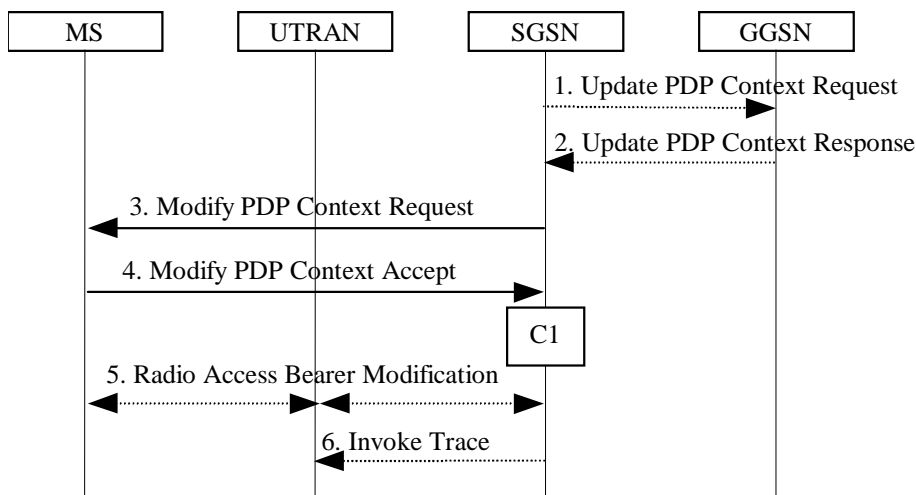 MS
UTRAN
SGSN
GGSN
1. Update PDP Context Request
2. Update PDP Context Response
3. Modify PDP Context Request
4. Modify PDP Context Accept
C1
5. Radio Access Bearer Modification
6. Invoke Trace